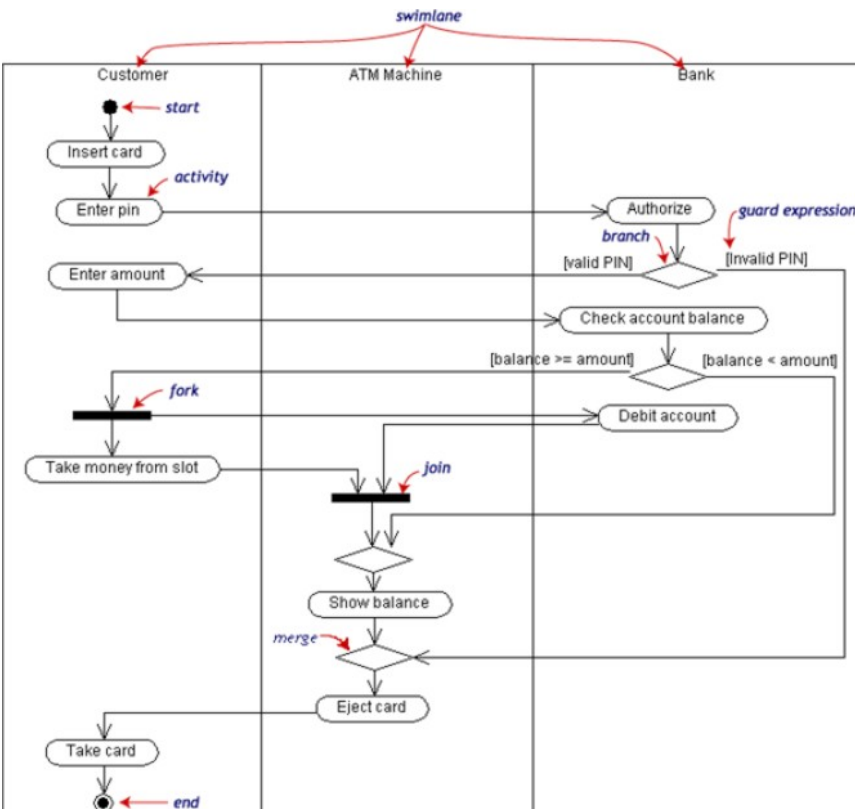 swimlane
Customer
ATM Machine
Bank
start
Insert card
activity
Enter pin
Authorize
guard expression
branch
[valid PIN]
[Invalid PIN]
Enter amount
Check account balance
[balance >= amount]
[balance < amount]
fork
Debit account
Take money from slot
join
Show balance
merge
Eject card
Take card
end